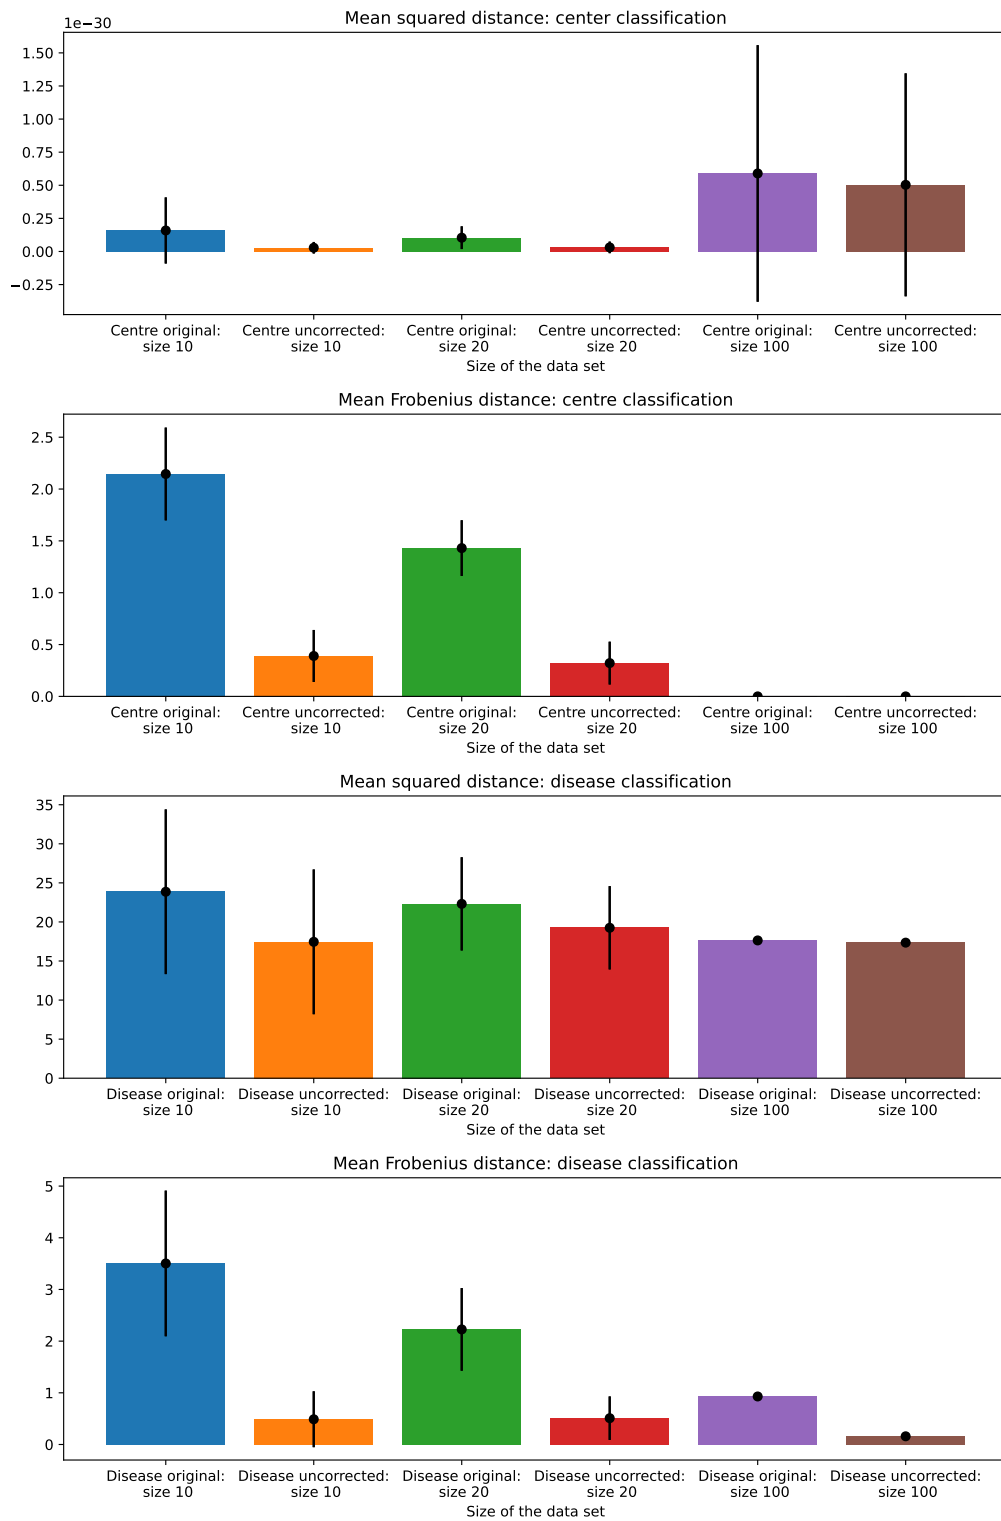 Mean squared distance: center classification
1e−30
1.50
1.25
1.00
0.75
0.50
0.25
0.00
−0.25
Centre original: Centre uncorrected: Centre original: Centre uncorrected: Centre original: Centre uncorrected:
size 10 size 10 size 20 size 20 size 100 size 100
Size of the data set
Mean Frobenius distance: centre classification
2.5
2.0
1.5
1.0
0.5
0.0
Centre original: Centre uncorrected: Centre original: Centre uncorrected: Centre original: Centre uncorrected:
size 10 size 10 size 20 size 20 size 100 size 100
Size of the data set
Mean squared distance: disease classification
35
30
25
20
15
10
5
0
Disease original: Disease uncorrected: Disease original: Disease uncorrected: Disease original: Disease uncorrected:
size 10 size 10 size 20 size 20 size 100 size 100
Size of the data set
Mean Frobenius distance: disease classification
5
4
3
2
1
0
Disease original: Disease uncorrected: Disease original: Disease uncorrected: Disease original: Disease uncorrected:
size 10 size 10 size 20 size 20 size 100 size 100
Size of the data set